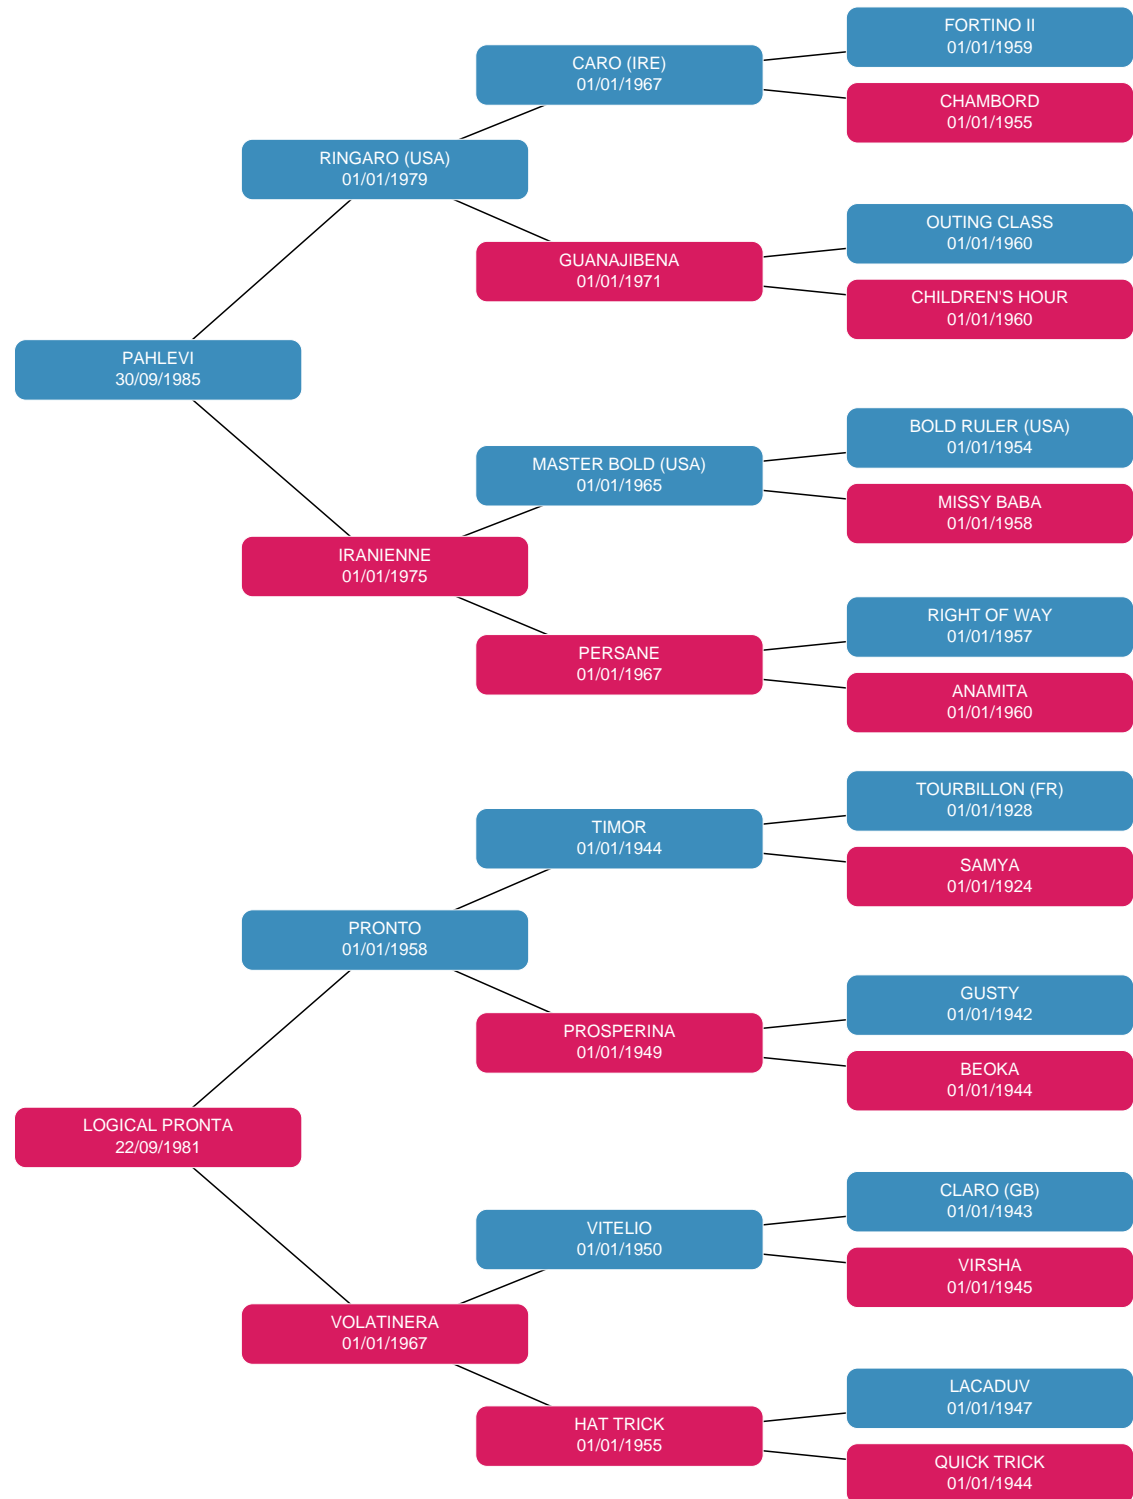 FORTINO II
01/01/1959
CARO (IRE)
01/01/1967
CHAMBORD
01/01/1955
RINGARO (USA)
01/01/1979
OUTING CLASS
01/01/1960
GUANAJIBENA
01/01/1971
CHILDREN'S HOUR
01/01/1960
PAHLEVI
30/09/1985
BOLD RULER (USA)
01/01/1954
MASTER BOLD (USA)
01/01/1965
MISSY BABA
01/01/1958
IRANIENNE
01/01/1975
RIGHT OF WAY
01/01/1957
PERSANE
01/01/1967
ANAMITA
01/01/1960
TOURBILLON (FR)
01/01/1928
TIMOR
01/01/1944
SAMYA
01/01/1924
PRONTO
01/01/1958
GUSTY
01/01/1942
PROSPERINA
01/01/1949
BEOKA
01/01/1944
LOGICAL PRONTA
22/09/1981
CLARO (GB)
01/01/1943
VITELIO
01/01/1950
VIRSHA
01/01/1945
VOLATINERA
01/01/1967
LACADUV
01/01/1947
HAT TRICK
01/01/1955
QUICK TRICK
01/01/1944